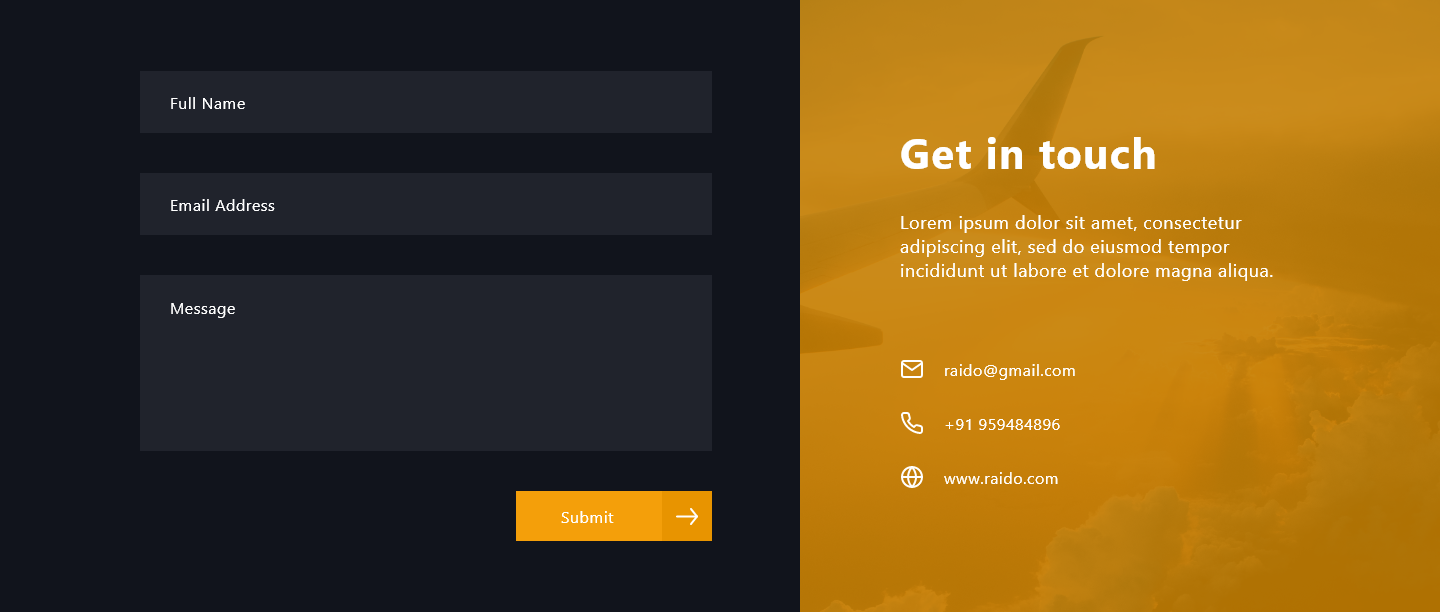 Full Name
Email Address
Message
Submit
Get in touch
Lorem ipsum dolor sit amet, consectetur
adipiscing elit, sed do eiusmod tempor
incididunt ut labore et dolore magna aliqua.
raido@gmail.com
+91 959484896
www.raido.com